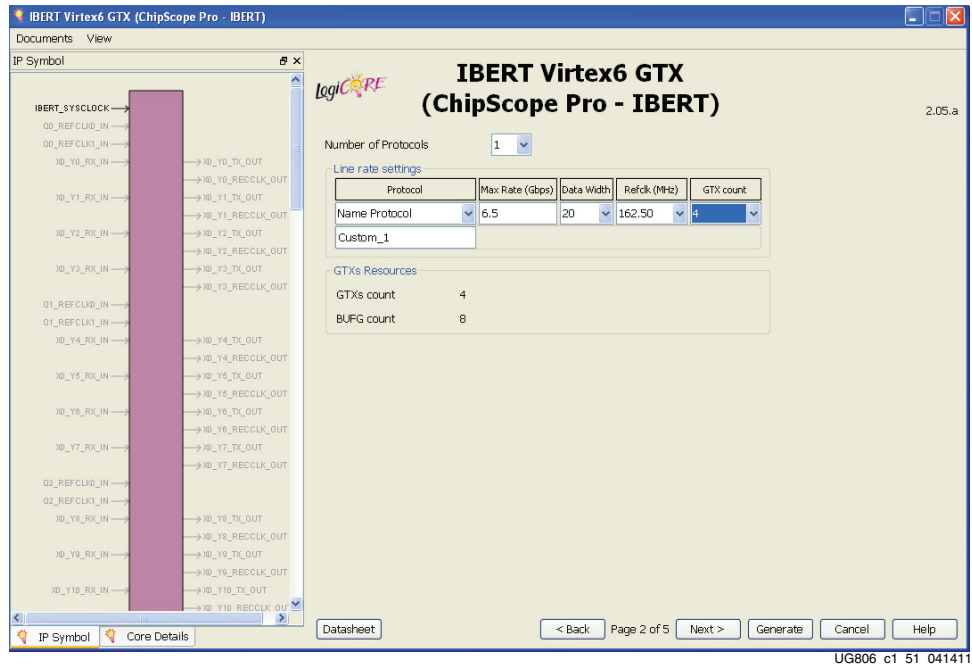 IBERT Virtex6 GTX (ChipScope Pro - IBERT)
Documents View
IP Symbol
IBERT_SYSCLOCK
Q0_REFCLK0_IN
Q0_REFCLK1_IN
X0_Y0_RX_IN X0_Y0_TX_OUT
X0_Y0_RECCLK_OUT
X0_Y1_RX_IN X0_Y1_TX_OUT
X0_Y1_RECCLK_OUT
X0_Y2_RX_IN X0_Y2_TX_OUT
X0_Y2_RECCLK_OUT
X0_Y3_RX_IN X0_Y3_TX_OUT
X0_Y3_RECCLK_OUT
Q1_REFCLK0_IN
Q1_REFCLK1_IN
X0_Y4_RX_IN X0_Y4_TX_OUT
X0_Y4_RECCLK_OUT
X0_Y5_RX_IN X0_Y5_TX_OUT
X0_Y5_RECCLK_OUT
X0_Y6_RX_IN X0_Y6_TX_OUT
X0_Y6_RECCLK_OUT
X0_Y7_RX_IN X0_Y7_TX_OUT
X0_Y7_RECCLK_OUT
Q2_REFCLK0_IN
Q2_REFCLK1_IN
X0_Y8_RX_IN X0_Y8_TX_OUT
X0_Y8_RECCLK_OUT
X0_Y9_RX_IN X0_Y9_TX_OUT
X0_Y9_RECCLK_OUT
X0_Y10_RX_IN X0_Y10_TX_OUT
X0_Y10_RECCLK_OU
IP Symbol Core Details
LogiCORE
IBERT Virtex6 GTX
(ChipScope Pro - IBERT)
2.05.a
Number of Protocols 1
Line rate settings
Protocol Max Rate (Gbps) Data Width Refclk (MHz) GTX count
Name Protocol 6.5 20 162.50 4
Custom_1
GTXs Resources
GTXs count 4
BUFG count 8
Datasheet < Back Page 2 of 5 Next > Generate Cancel Help
UG806_c1_51_041411